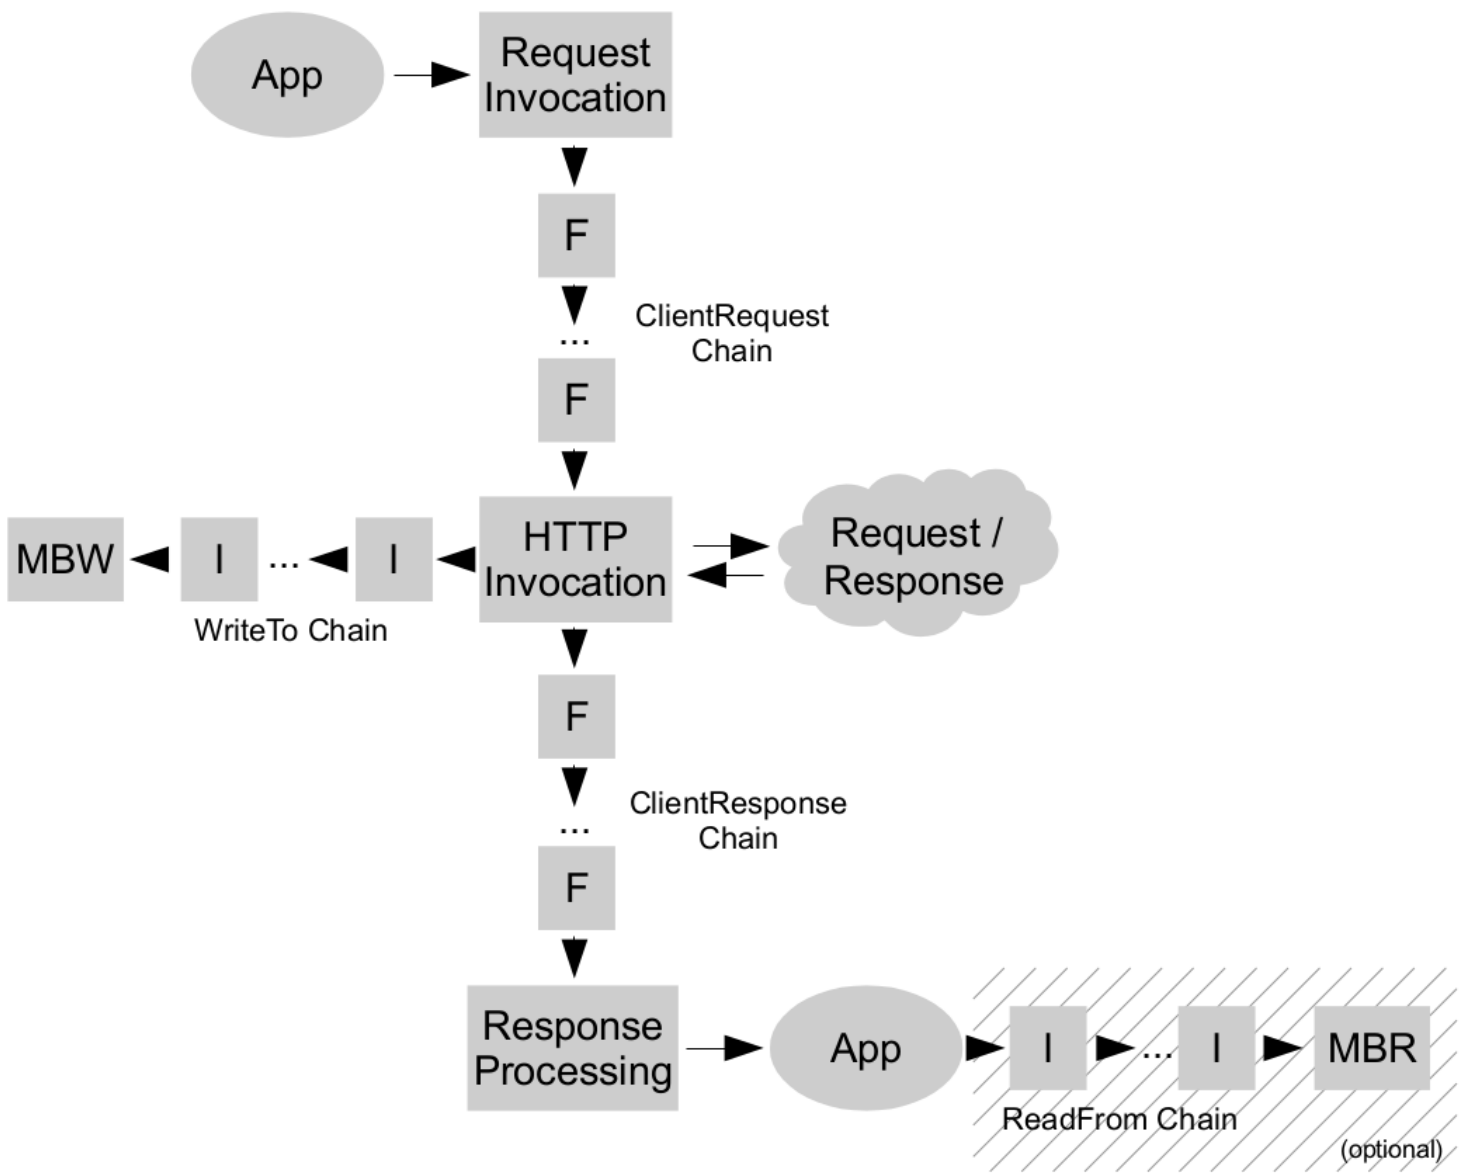 App
Request
Invocation
F
ClientRequest
Chain
...
F
MBW
I
...
I
HTTP
Invocation
Request /
Response
WriteTo Chain
F
ClientResponse
Chain
...
F
Response
Processing
App
I
...
I
MBR
ReadFrom Chain
(optional)